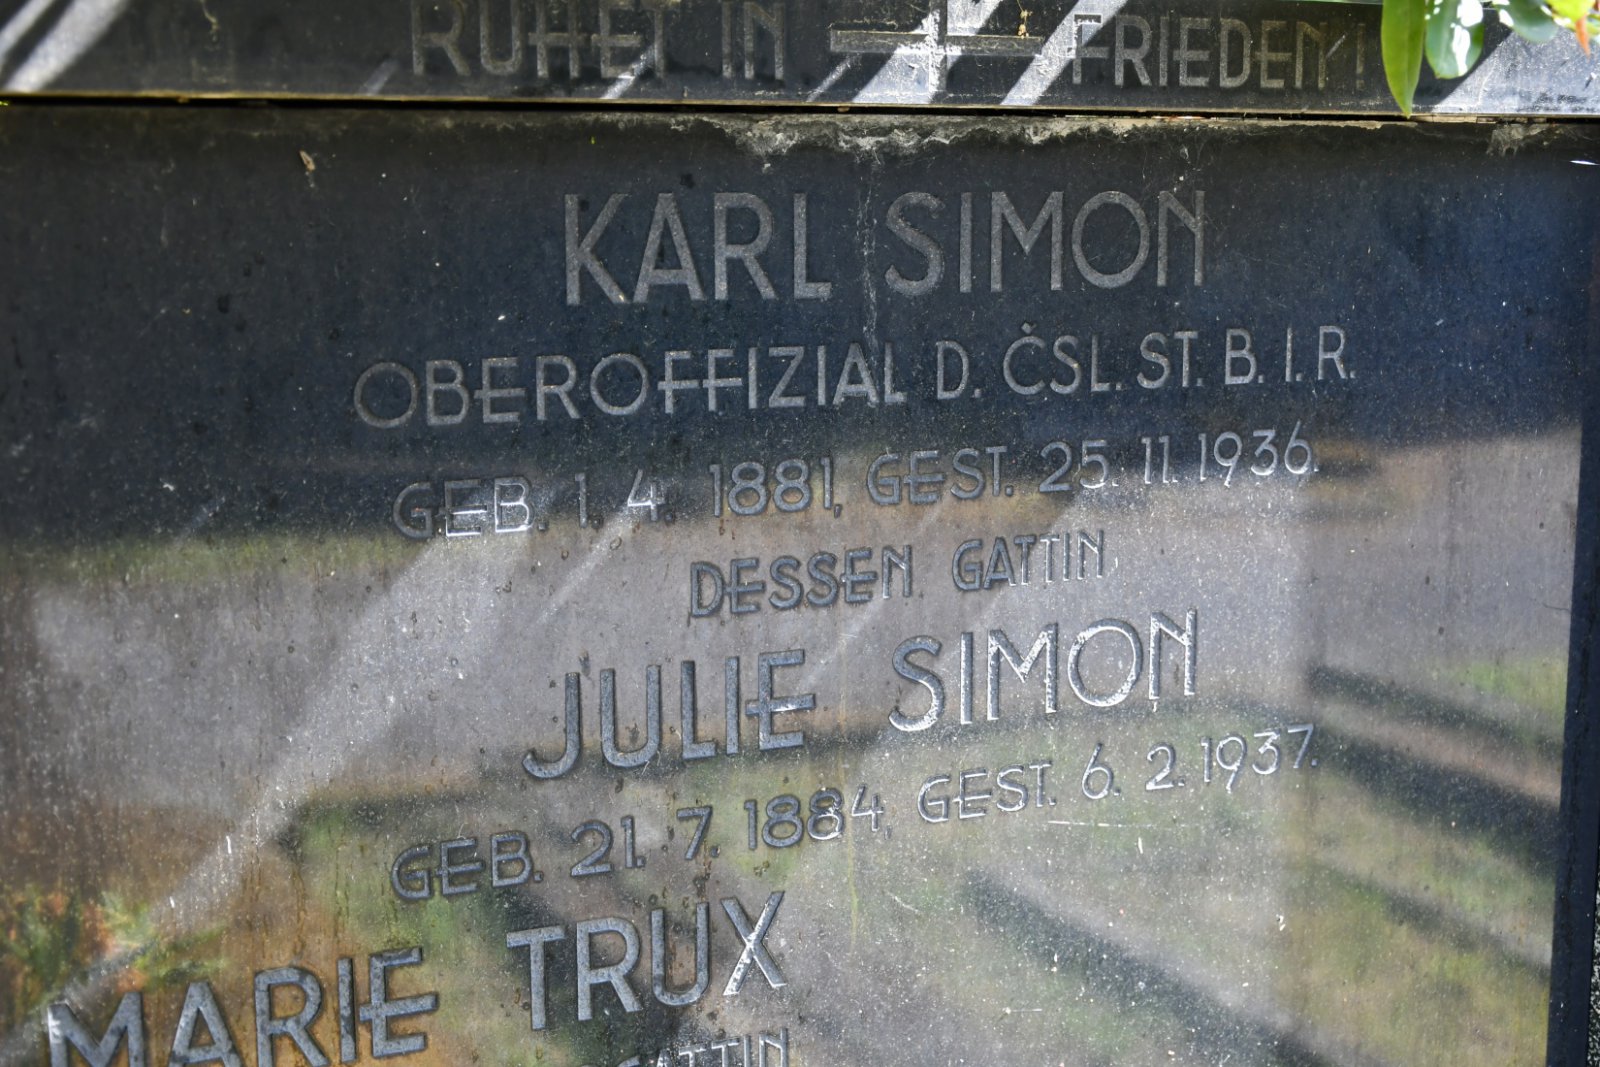 RUHET IN FRIEDEN!
KARL SIMON
OBEROFFIZIAL D. ČSL. ST. B. I. R.
GEB. 1. 4. 1881, GEST. 25. 11. 1936.
DESSEN GATTIN
JULIE SIMON
GEB. 21. 7. 1884, GEST. 6. 2. 1937.
MARIE TRUX
GATTIN